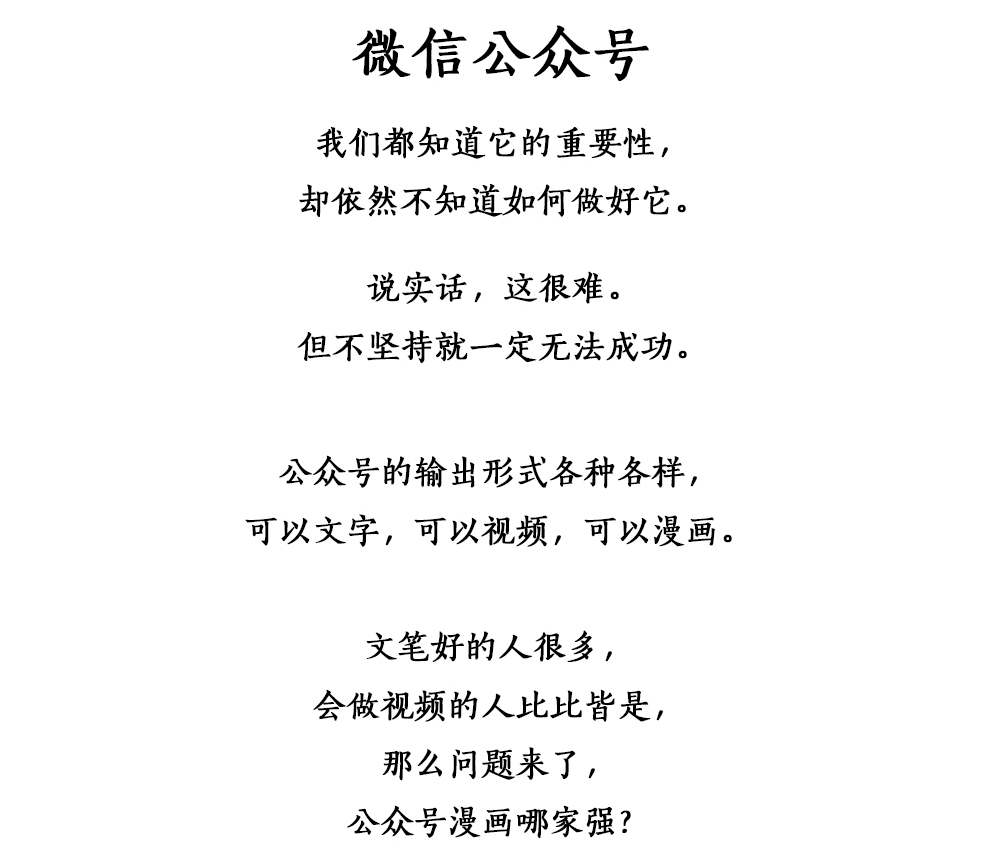 微信公众号
我们都知道它的重要性，
却依然不知道如何做好它。
说实话，这很难。
但不坚持就一定无法成功。
公众号的输出形式各种各样，
可以文字，可以视频，可以漫画。
文笔好的人很多，
会做视频的人比比皆是，
那么问题来了，
公众号漫画哪家强？